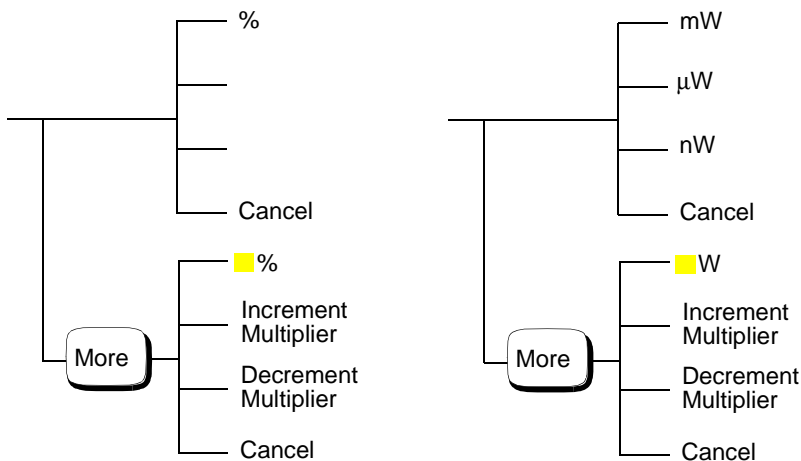 %
Cancel
More
%
Increment
Multiplier
Decrement
Multiplier
Cancel
mW
μW
nW
Cancel
More
W
Increment
Multiplier
Decrement
Multiplier
Cancel